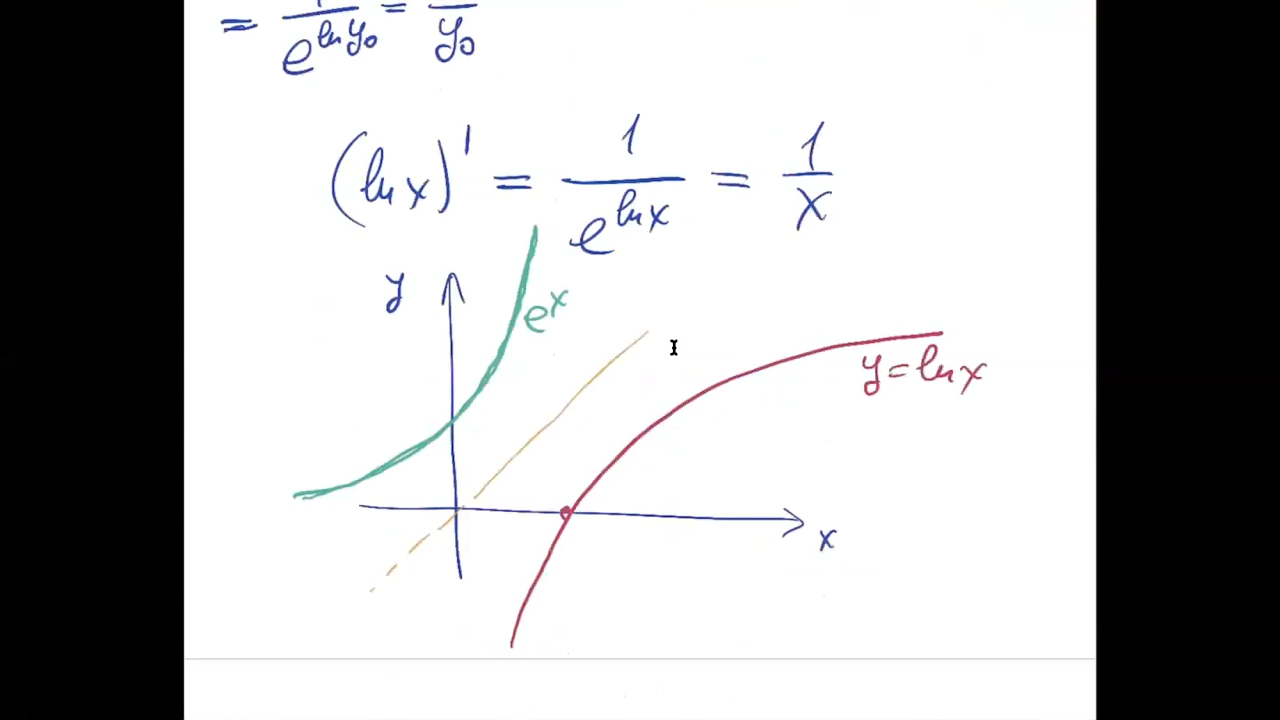 = 1/e^{ln y₀} = 1/y₀
(ln x)' = 1/e^{ln x} = 1/x
y
e^x
y = ln x
x